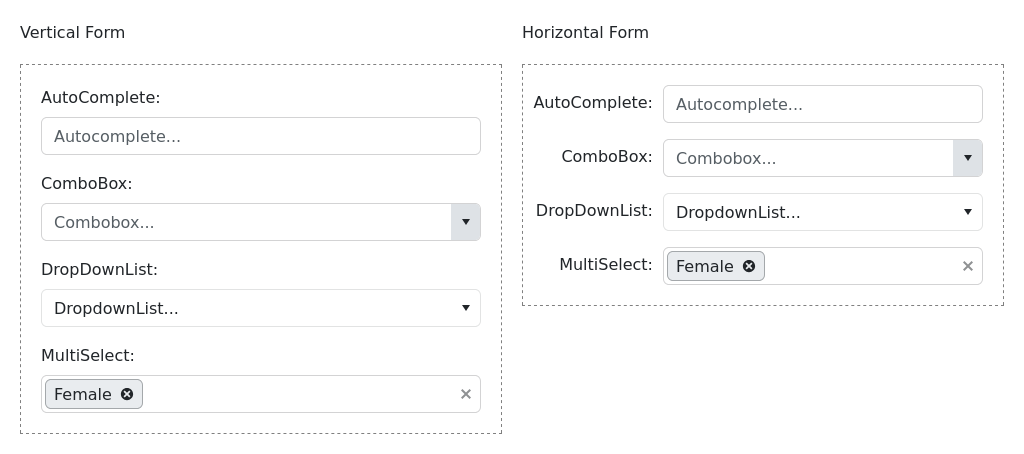 Vertical Form
AutoComplete:
Autocomplete...
ComboBox:
Combobox...
DropDownList:
DropdownList...
MultiSelect:
Female
Horizontal Form
AutoComplete: Autocomplete...
ComboBox: Combobox...
DropDownList: DropdownList...
MultiSelect: Female